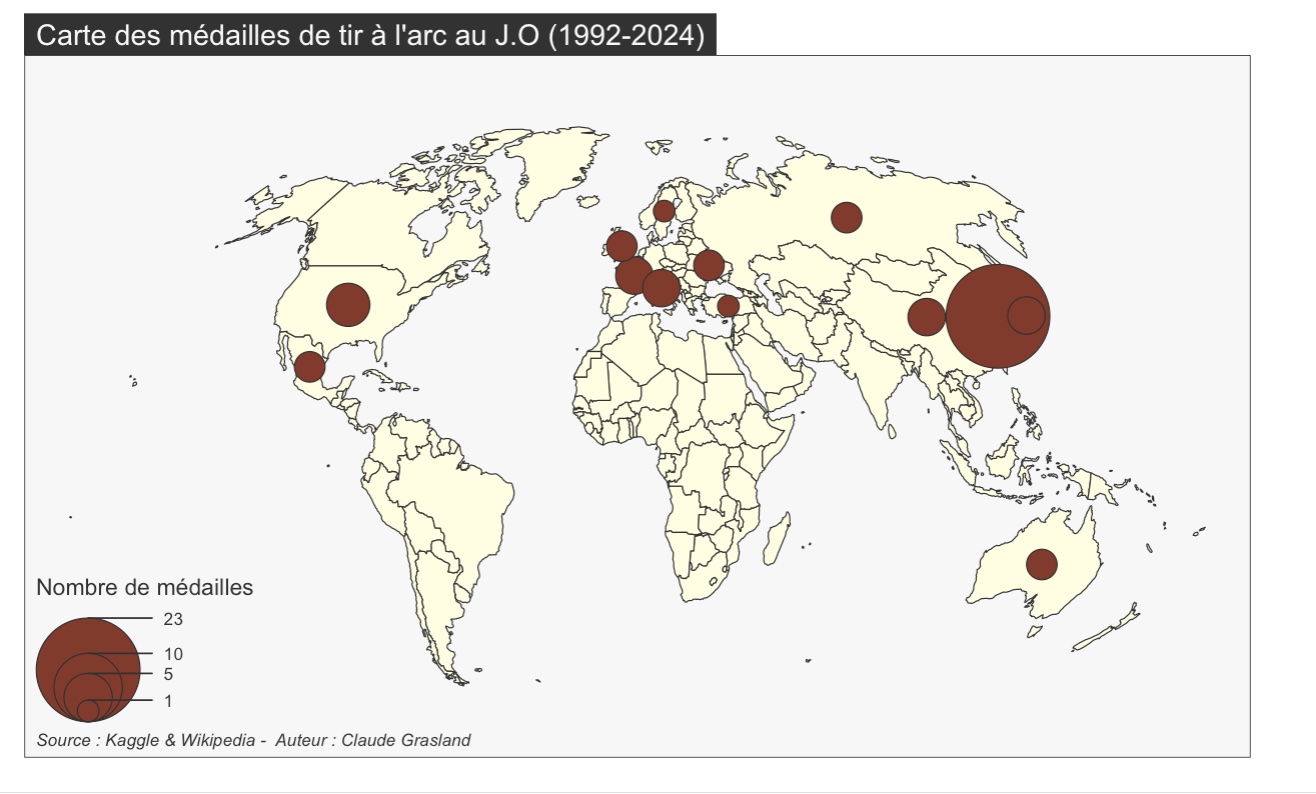 Carte des médailles de tir à l'arc au J.O (1992-2024)
Nombre de médailles
23
10
5
1
Source : Kaggle & Wikipedia -  Auteur : Claude Grasland